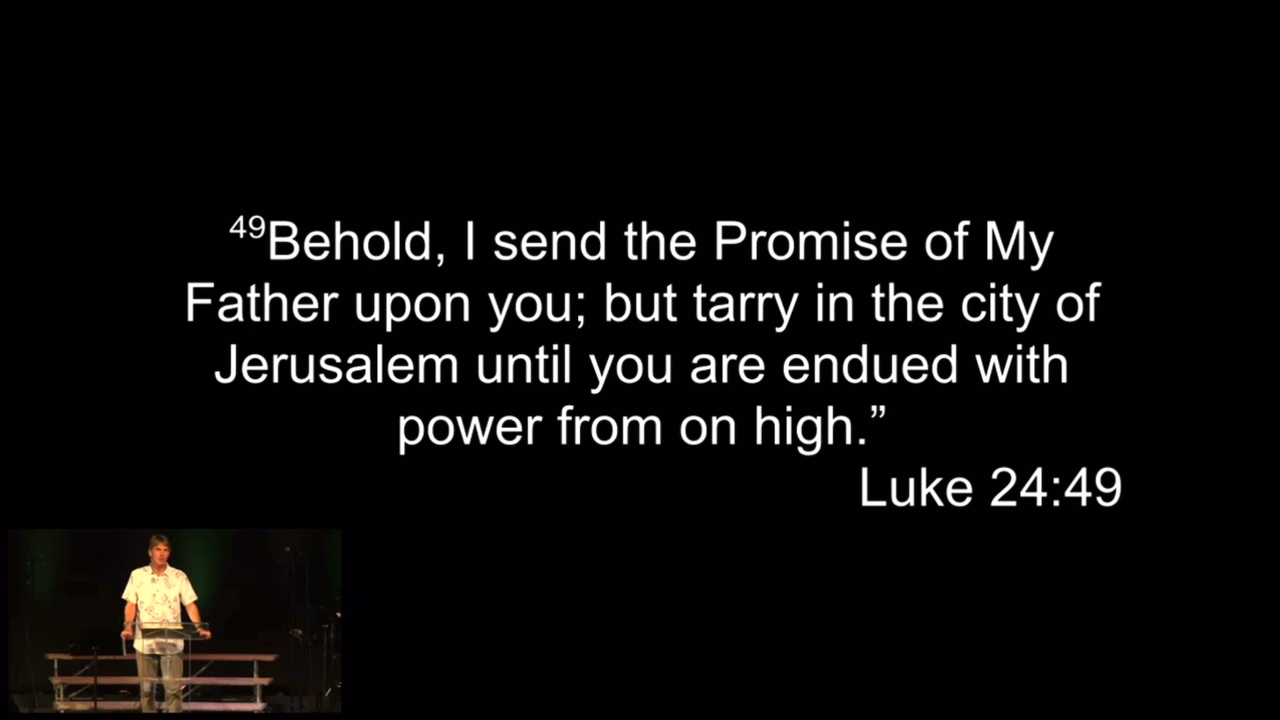 49Behold, I send the Promise of My
Father upon you; but tarry in the city of
Jerusalem until you are endued with
power from on high.”
Luke 24:49